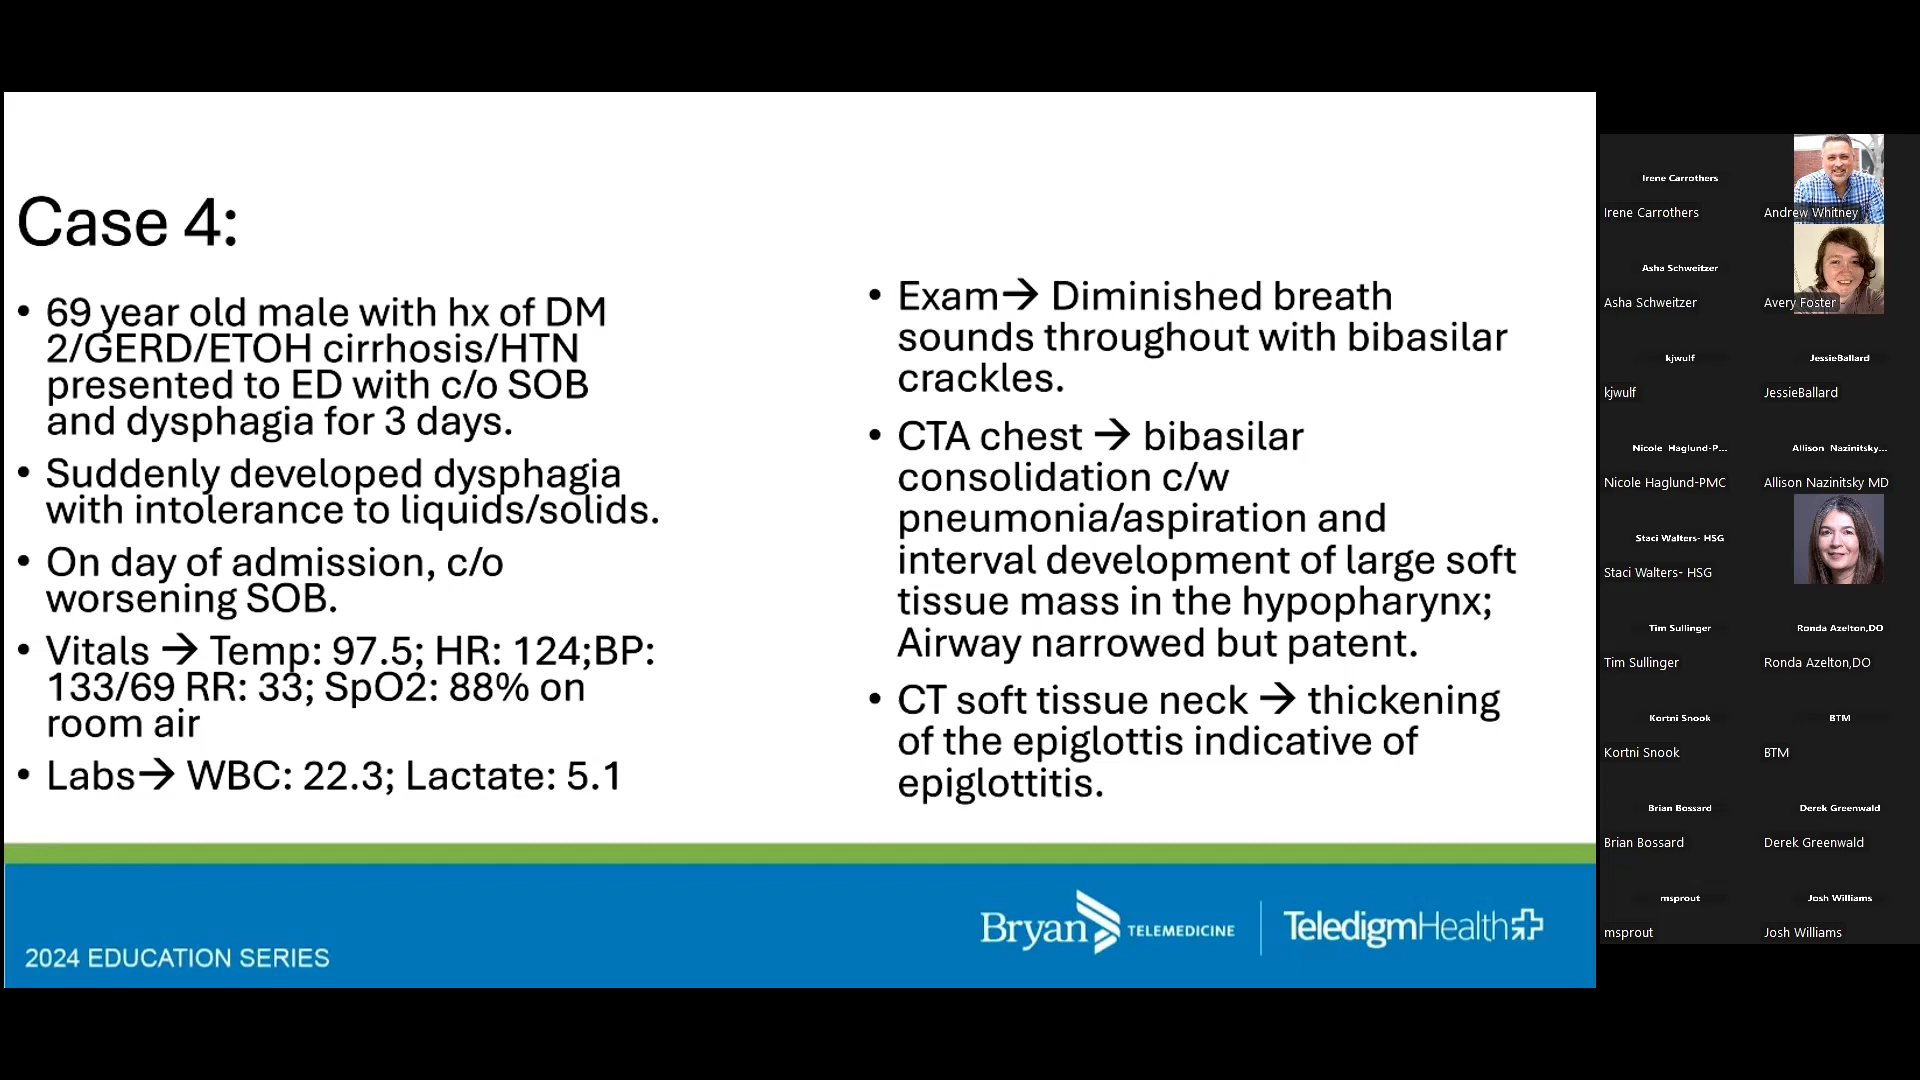 Case 4:
• 69 year old male with hx of DM
2/GERD/ETOH cirrhosis/HTN
presented to ED with c/o SOB
and dysphagia for 3 days.
• Suddenly developed dysphagia
with intolerance to liquids/solids.
• On day of admission, c/o
worsening SOB.
• Vitals → Temp: 97.5; HR: 124;BP:
133/69 RR: 33; SpO2: 88% on
room air
• Labs→ WBC: 22.3; Lactate: 5.1
• Exam→ Diminished breath
sounds throughout with bibasilar
crackles.
• CTA chest → bibasilar
consolidation c/w
pneumonia/aspiration and
interval development of large soft
tissue mass in the hypopharynx;
Airway narrowed but patent.
• CT soft tissue neck → thickening
of the epiglottis indicative of
epiglottitis.
2024 EDUCATION SERIES
Bryan TELEMEDICINE
TeledigmHealth
Irene Carrothers
Irene Carrothers
Andrew Whitney
Asha Schweitzer
Asha Schweitzer
Avery Foster
kjwulf
JessieBallard
kjwulf
JessieBallard
Nicole Haglund-P...
Allison Nazinitsky...
Nicole Haglund-PMC
Allison Nazinitsky MD
Staci Walters- HSG
Staci Walters- HSG
Tim Sullinger
Ronda Azelton,DO
Tim Sullinger
Ronda Azelton,DO
Kortni Snook
BTM
Kortni Snook
BTM
Brian Bossard
Derek Greenwald
Brian Bossard
Derek Greenwald
msprout
Josh Williams
msprout
Josh Williams